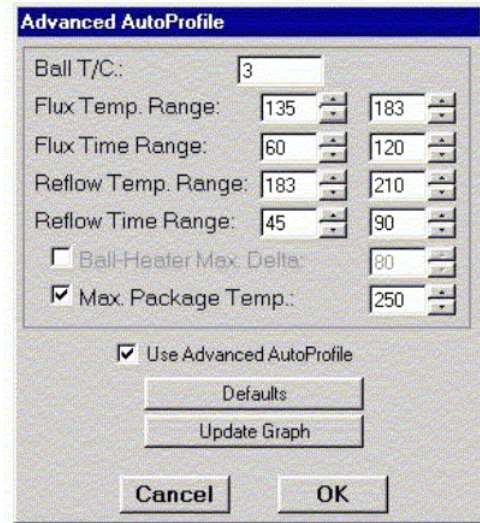 Advanced AutoProfile
Ball T/C.: 3
Flux Temp. Range: 135 183
Flux Time Range: 60 120
Reflow Temp. Range: 183 210
Reflow Time Range: 45 90
Ball-Heater Max. Delta: 80
Max. Package Temp.: 250
Use Advanced AutoProfile
Defaults
Update Graph
Cancel OK